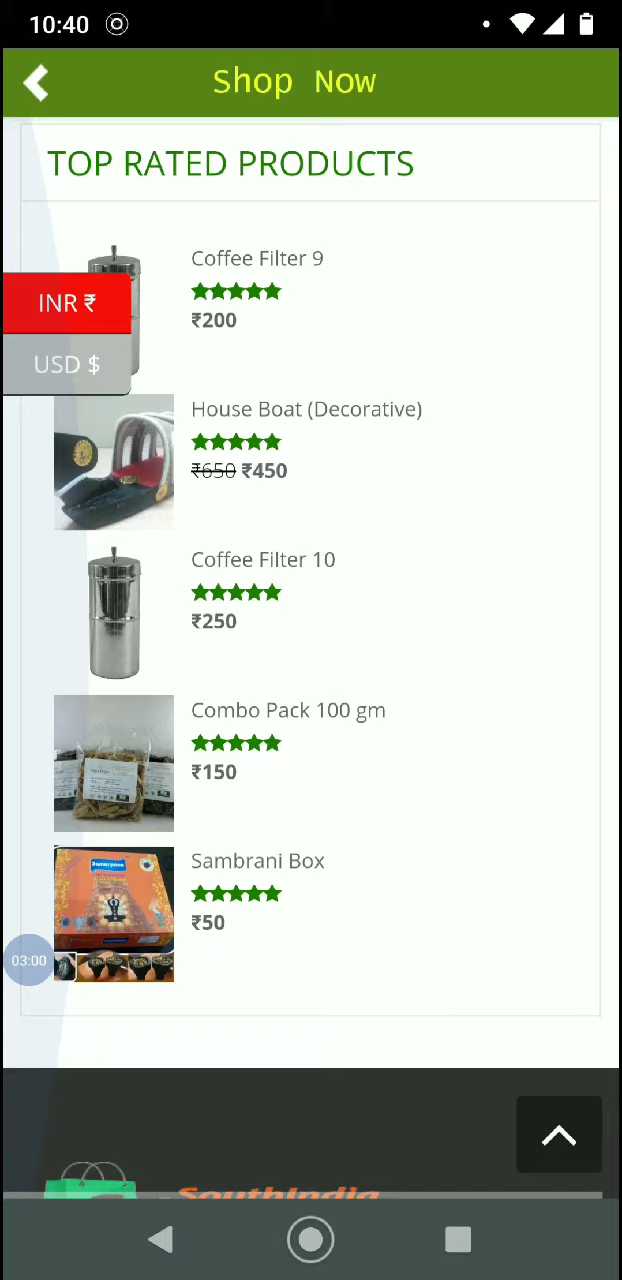 10:40
Shop Now
TOP RATED PRODUCTS
Coffee Filter 9
₹200
INR ₹
USD $
House Boat (Decorative)
₹650 ₹450
Coffee Filter 10
₹250
Combo Pack 100 gm
₹150
Sambrani Box
₹50
03:00
SouthIndia